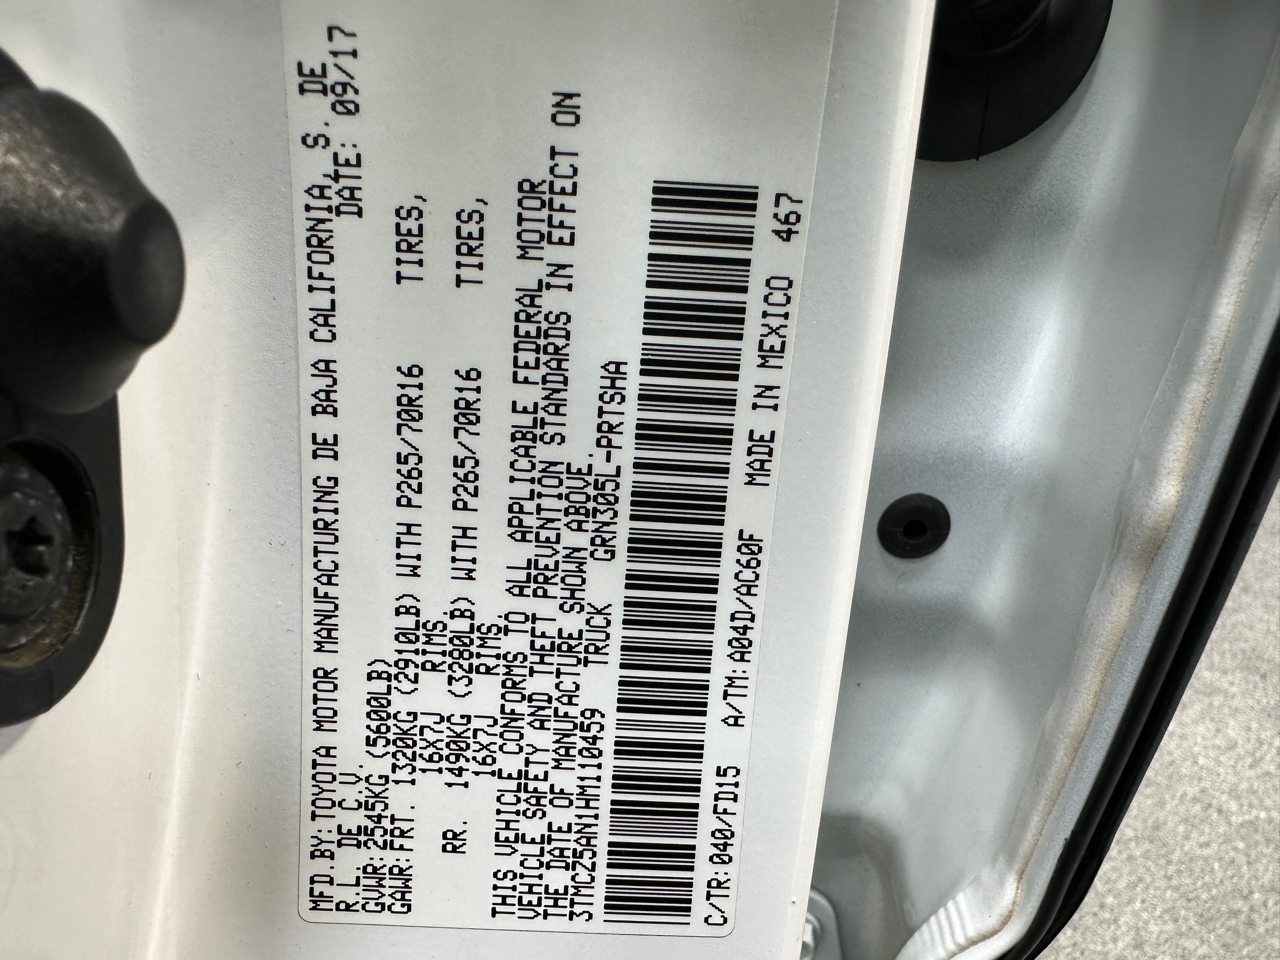 MFD.BY:TOYOTA MOTOR MANUFACTURING DE BAJA CALIFORNIA, S. DE
R.L. DE C.V. DATE: 09/17
GVWR:2545KG (5600LB)
GAWR:FRT. 1320KG (2910LB) WITH P265/70R16 TIRES,
16X7J RIMS.
RR. 1490KG (3280LB) WITH P265/70R16 TIRES,
16X7J RIMS.
THIS VEHICLE CONFORMS TO ALL APPLICABLE FEDERAL MOTOR
VEHICLE SAFETY AND THEFT PREVENTION STANDARDS IN EFFECT ON
THE DATE OF MANUFACTURE SHOWN ABOVE.
3TMCZ5AN1HM110459 TRUCK GRN305L-PRTSHA
C/TR:040/FD15 A/TM:A04D/AC60F MADE IN MEXICO 467